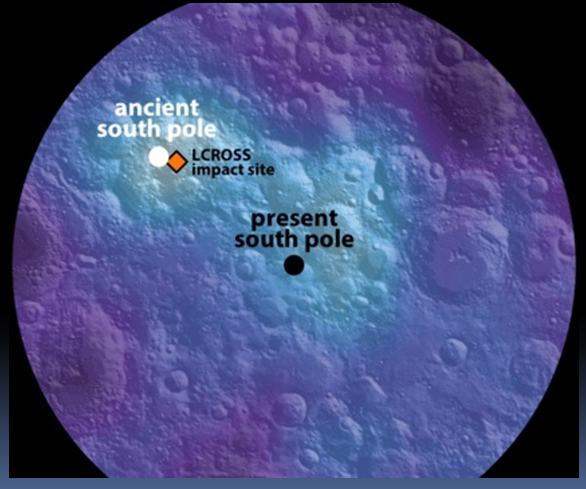 ancient
south pole
LCROSS
impact site
present
south pole